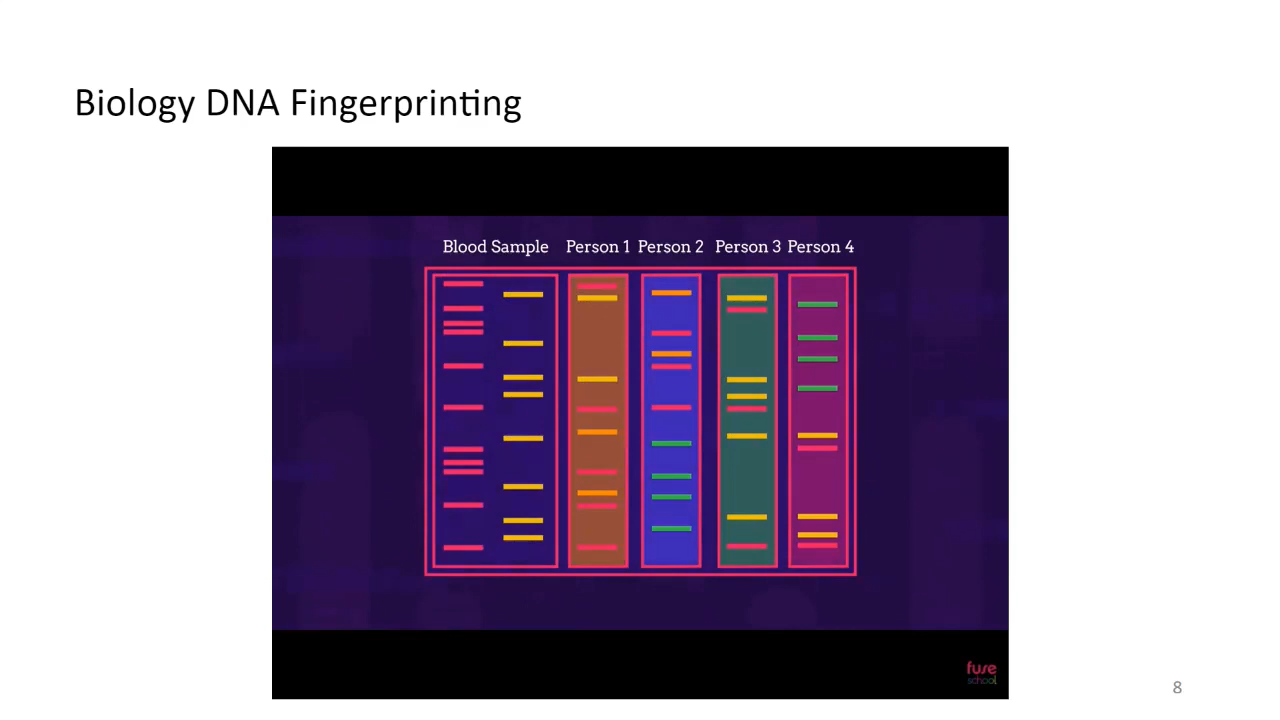 Biology DNA Fingerprinting
Blood Sample Person 1 Person 2 Person 3 Person 4
fuse
school
8